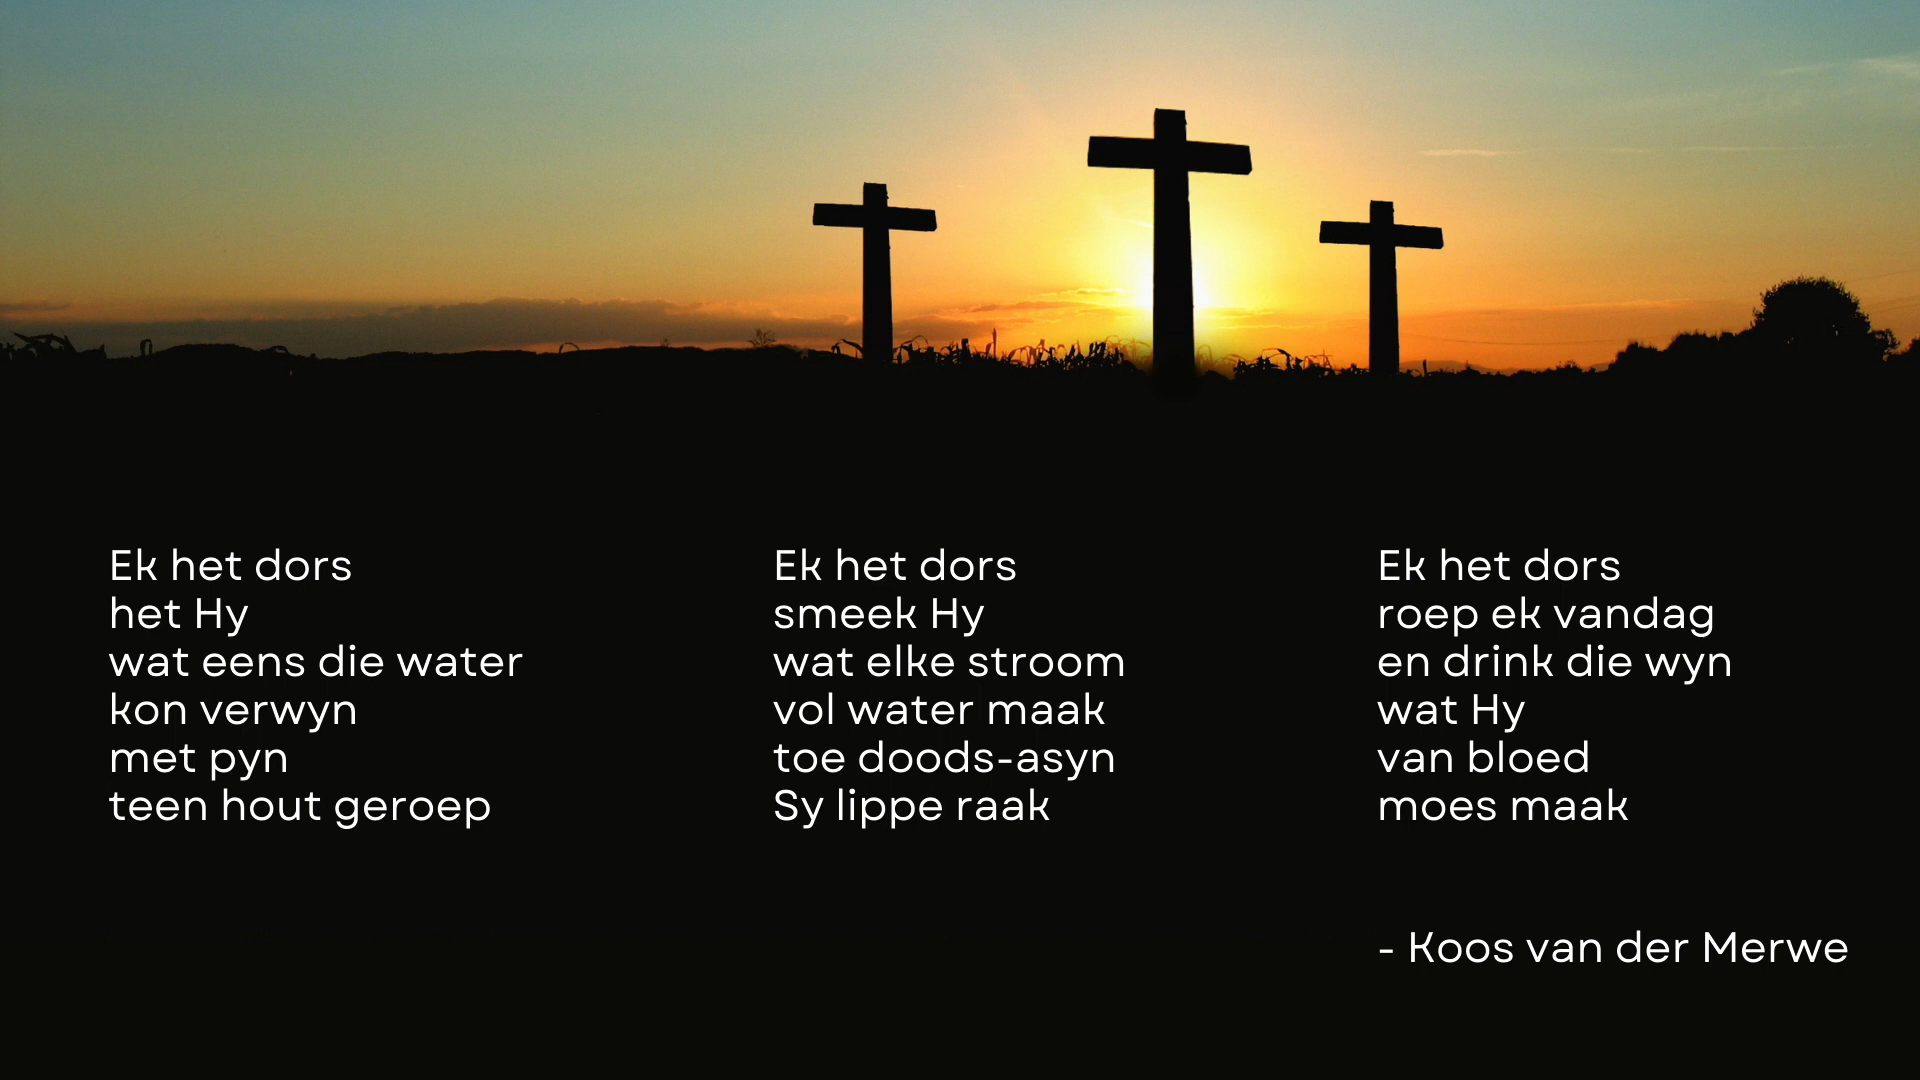 Ek het dors
het Hy
wat eens die water
kon verwyn
met pyn
teen hout geroep
Ek het dors
smeek Hy
wat elke stroom
vol water maak
toe doods-asyn
Sy lippe raak
Ek het dors
roep ek vandag
en drink die wyn
wat Hy
van bloed
moes maak
- Koos van der Merwe